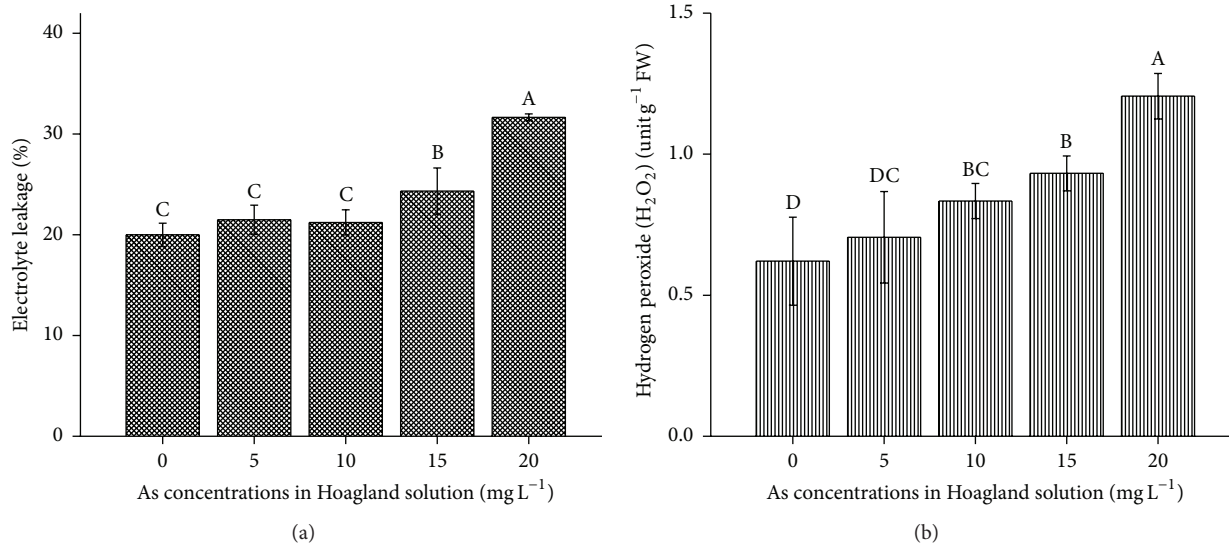 Electrolyte leakage (%)
40
30
20
10
0
C
C
C
B
A
0 5 10 15 20
As concentrations in Hoagland solution (mg L⁻¹)
(a)
Hydrogen peroxide (H₂O₂) (unit g⁻¹ FW)
1.5
1.0
0.5
0.0
D
DC
BC
B
A
0 5 10 15 20
As concentrations in Hoagland solution (mg L⁻¹)
(b)